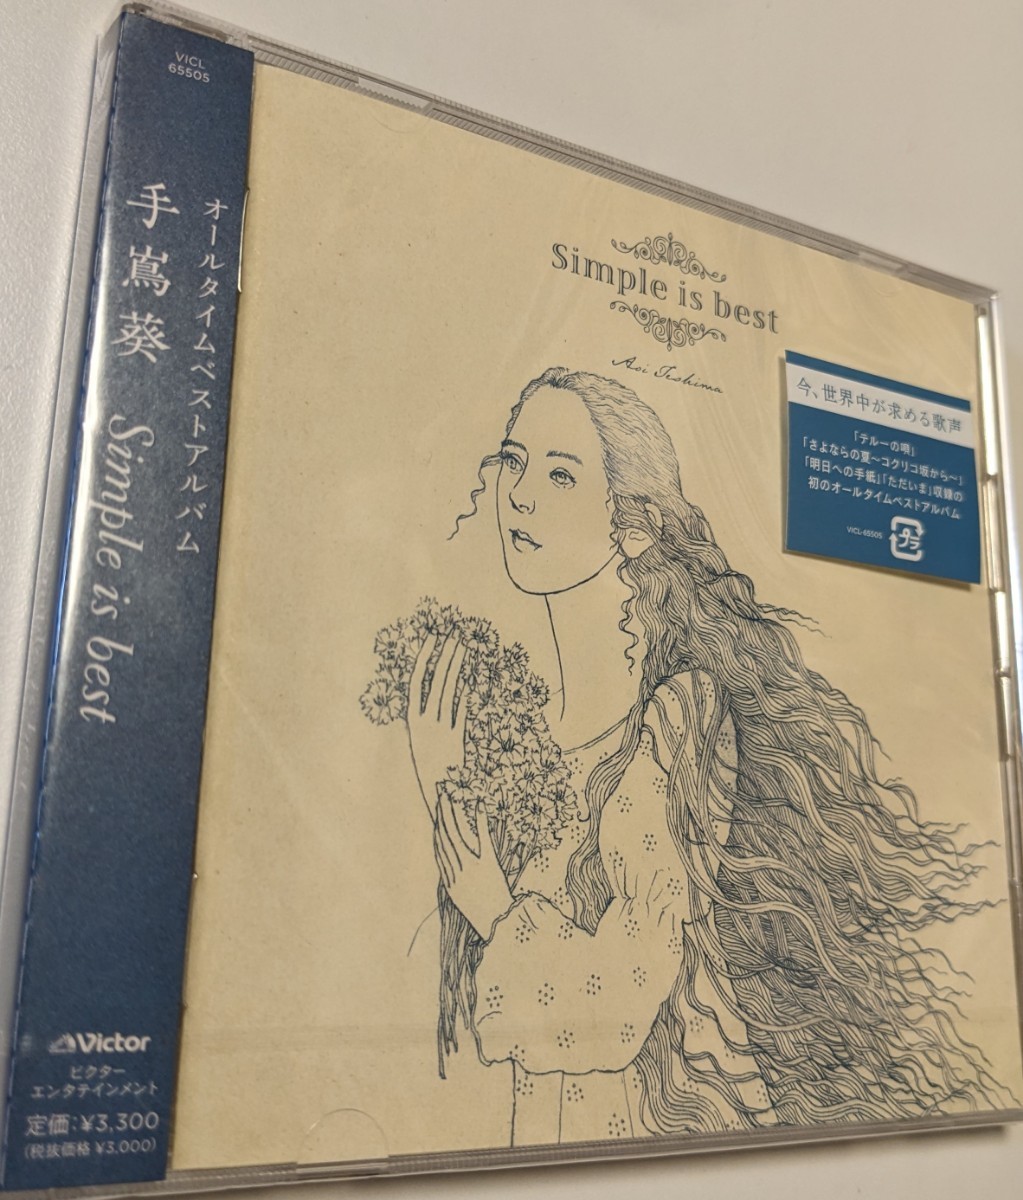 VICL
65505
オールタイムベストアルバム
手嶌葵 Simple is best
Victor
ビクター
エンタテインメント
定価:¥3,300
(税抜価格 ¥3,000)
Simple is best
Aoi Teshima
今、世界中が求める歌声
「テルーの唄」
「さよならの夏〜コクリコ坂から〜」
「明日への手紙」「ただいま」収録の
初のオールタイムベストアルバム
VICL-65505
プラ